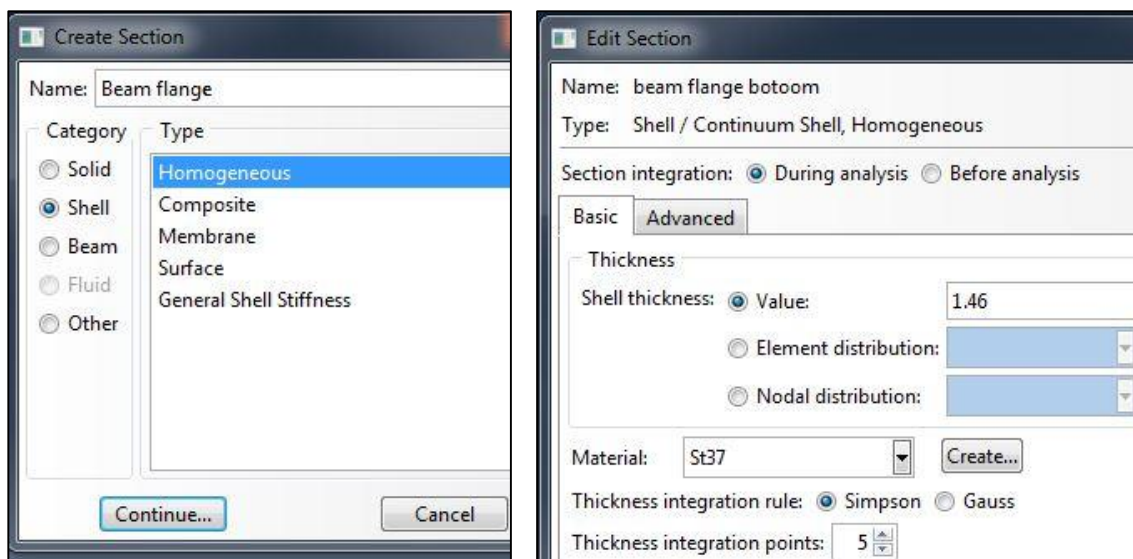 Create Section
Name: Beam flange
Category
Type
Solid
Shell
Beam
Fluid
Other
Homogeneous
Composite
Membrane
Surface
General Shell Stiffness
Continue...
Cancel
Edit Section
Name: beam flange botoom
Type: Shell / Continuum Shell, Homogeneous
Section integration: During analysis Before analysis
Basic Advanced
Thickness
Shell thickness: Value: 1.46
Element distribution:
Nodal distribution:
Material: St37 Create...
Thickness integration rule: Simpson Gauss
Thickness integration points: 5